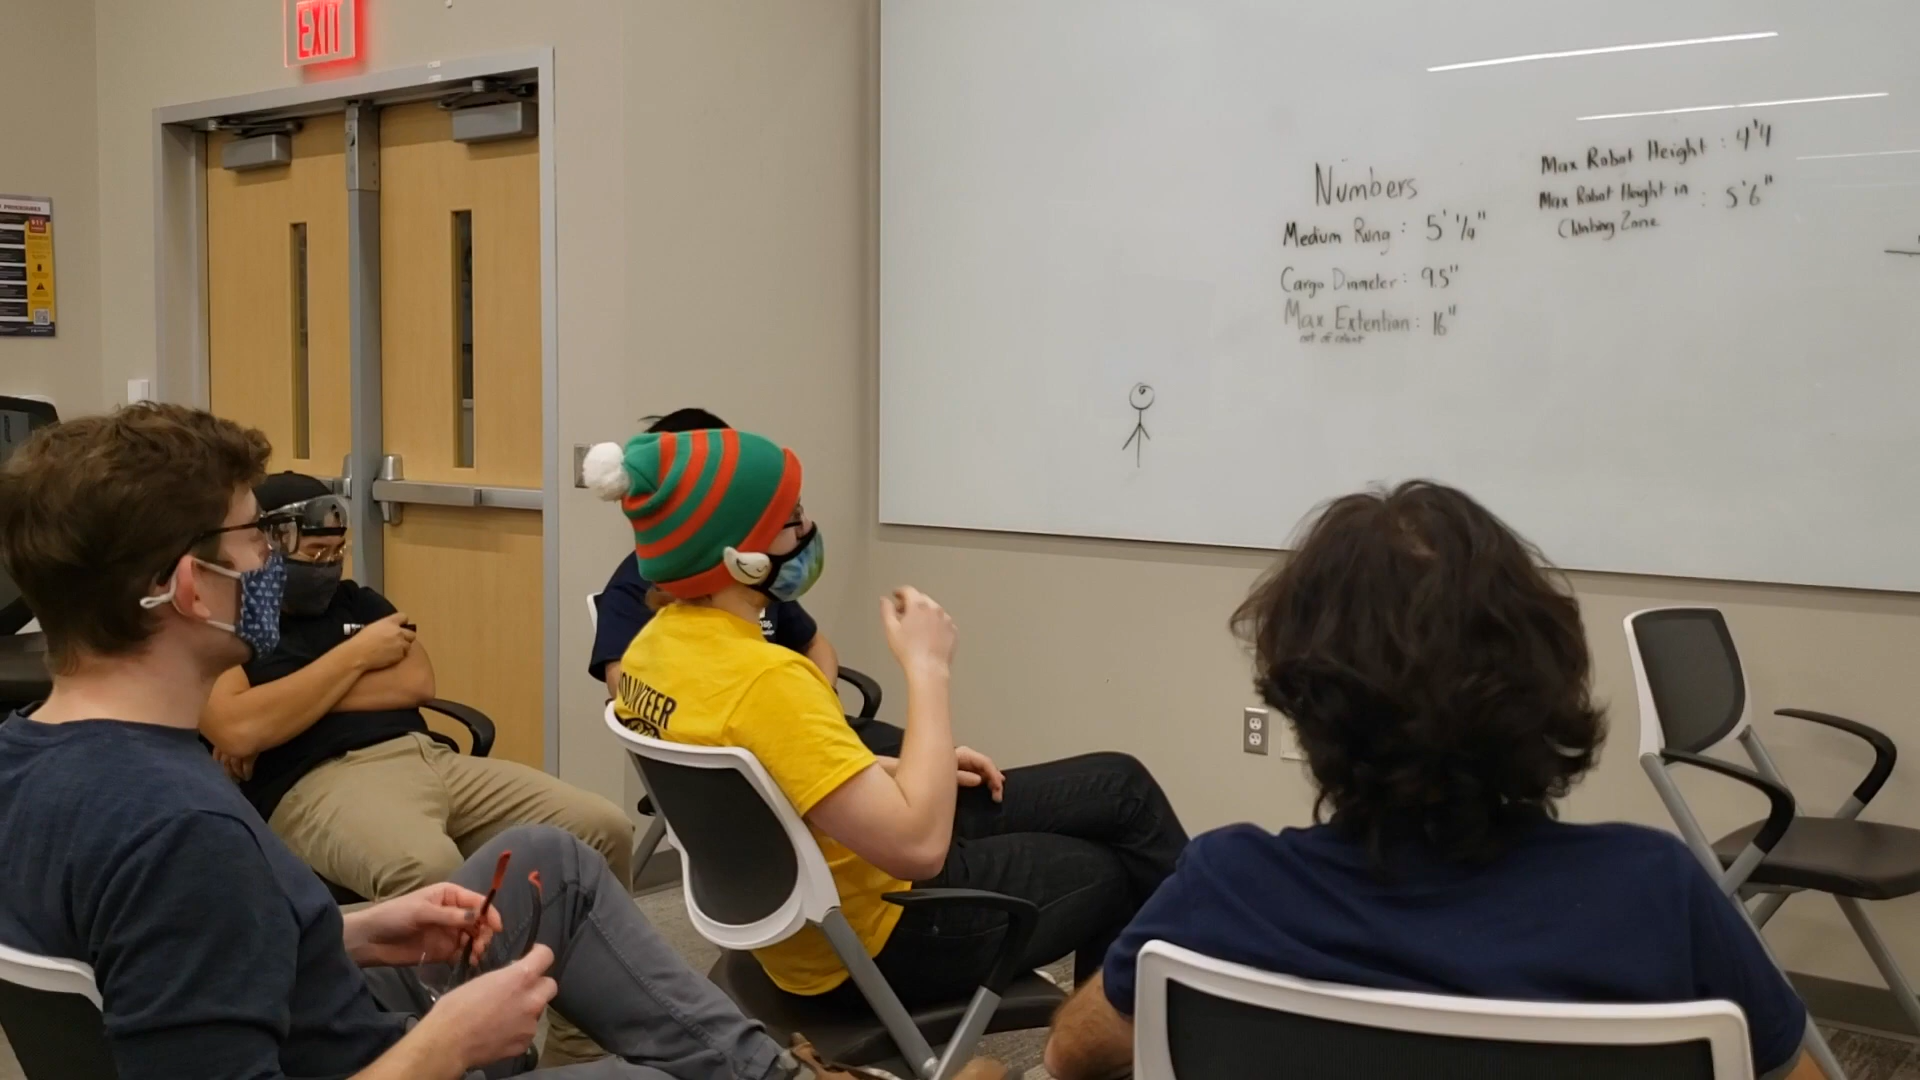 EXIT
Numbers
Medium Rung: 5' 1/4"
Cargo Diameter: 9.5"
Max Extention: 16"
out of robot
Max Robot Height: 4'4
Max Robot Height in : 5'6"
Climbing Zone
VOLUNTEER